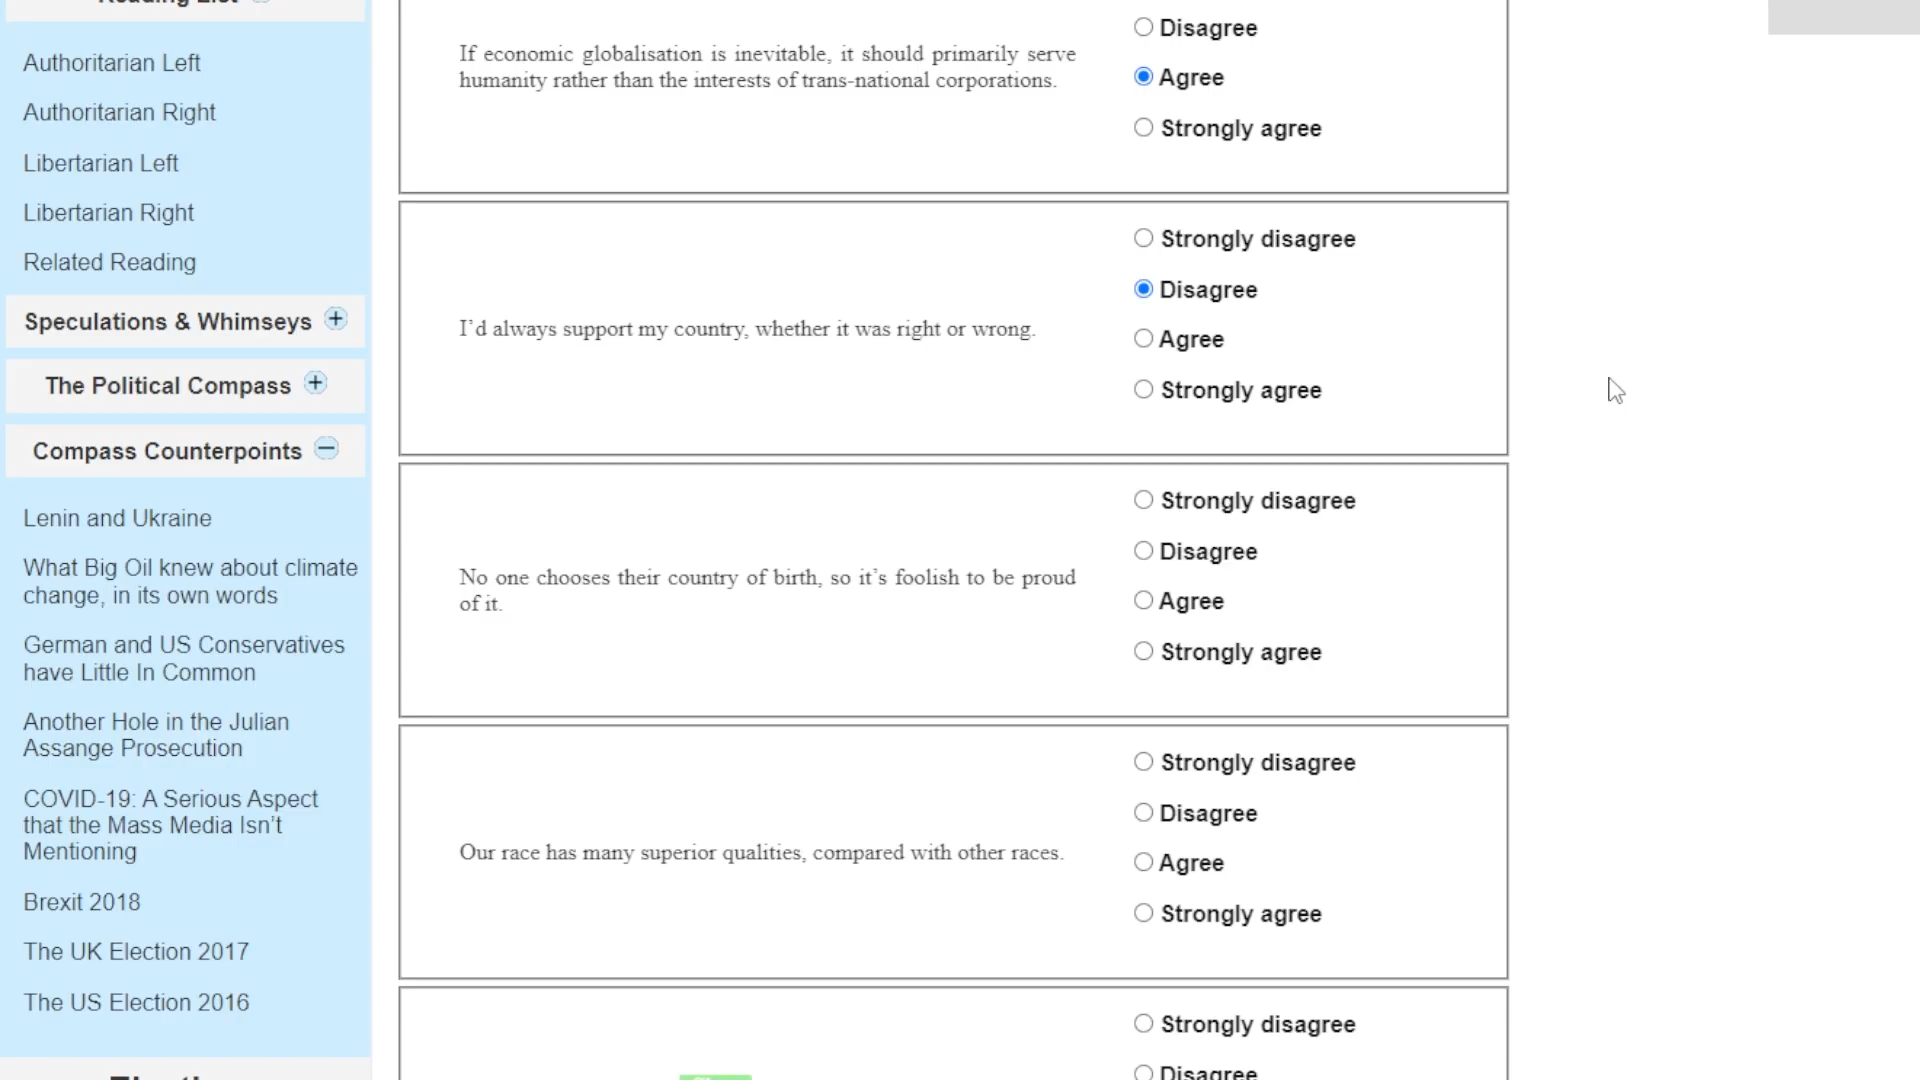 Authoritarian Left
Authoritarian Right
Libertarian Left
Libertarian Right
Related Reading
Speculations & Whimseys
The Political Compass
Compass Counterpoints
Lenin and Ukraine
What Big Oil knew about climate
change, in its own words
German and US Conservatives
have Little In Common
Another Hole in the Julian
Assange Prosecution
COVID-19: A Serious Aspect
that the Mass Media Isn't
Mentioning
Brexit 2018
The UK Election 2017
The US Election 2016
If economic globalisation is inevitable, it should primarily serve
humanity rather than the interests of trans-national corporations.
Disagree
Agree
Strongly agree
I'd always support my country, whether it was right or wrong.
Strongly disagree
Disagree
Agree
Strongly agree
No one chooses their country of birth, so it's foolish to be proud
of it.
Strongly disagree
Disagree
Agree
Strongly agree
Our race has many superior qualities, compared with other races.
Strongly disagree
Disagree
Agree
Strongly agree
Strongly disagree
Disagree